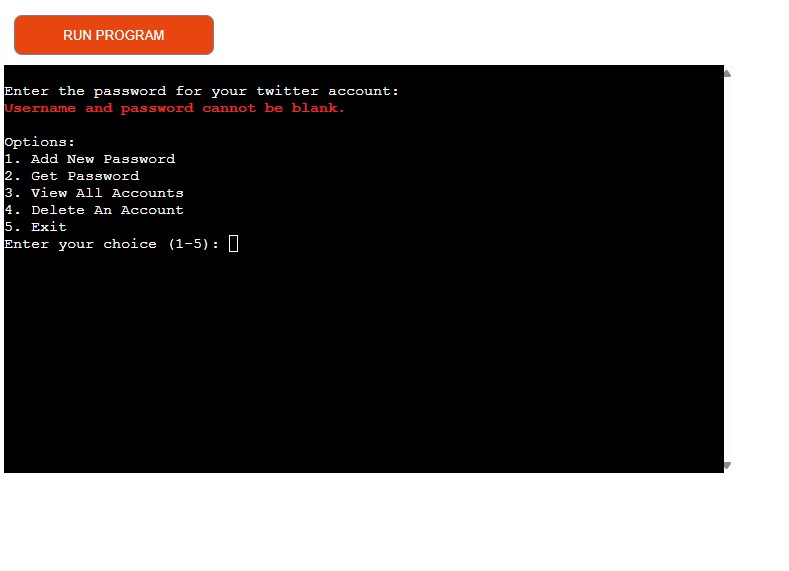 RUN PROGRAM
Enter the password for your twitter account:
Username and password cannot be blank.
Options:
1. Add New Password
2. Get Password
3. View All Accounts
4. Delete An Account
5. Exit
Enter your choice (1-5):